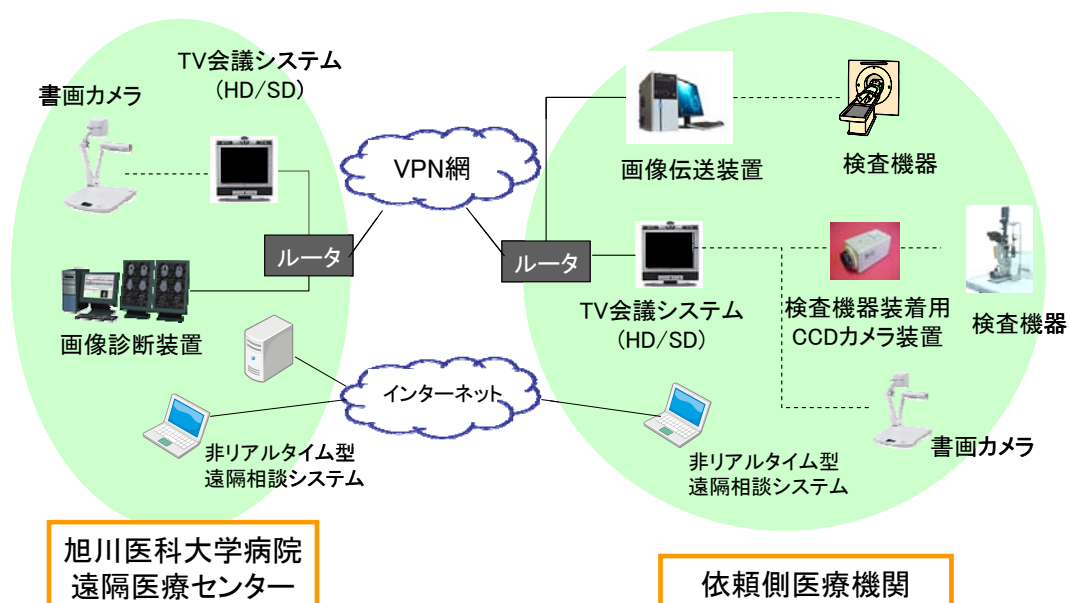 TV会議システム
(HD/SD)
書画カメラ
VPN網
画像伝送装置
検査機器
ルータ
ルータ
TV会議システム
(HD/SD)
検査機器装着用
CCDカメラ装置
検査機器
画像診断装置
インターネット
非リアルタイム型
遠隔相談システム
非リアルタイム型
遠隔相談システム
書画カメラ
旭川医科大学病院
遠隔医療センター
依頼側医療機関